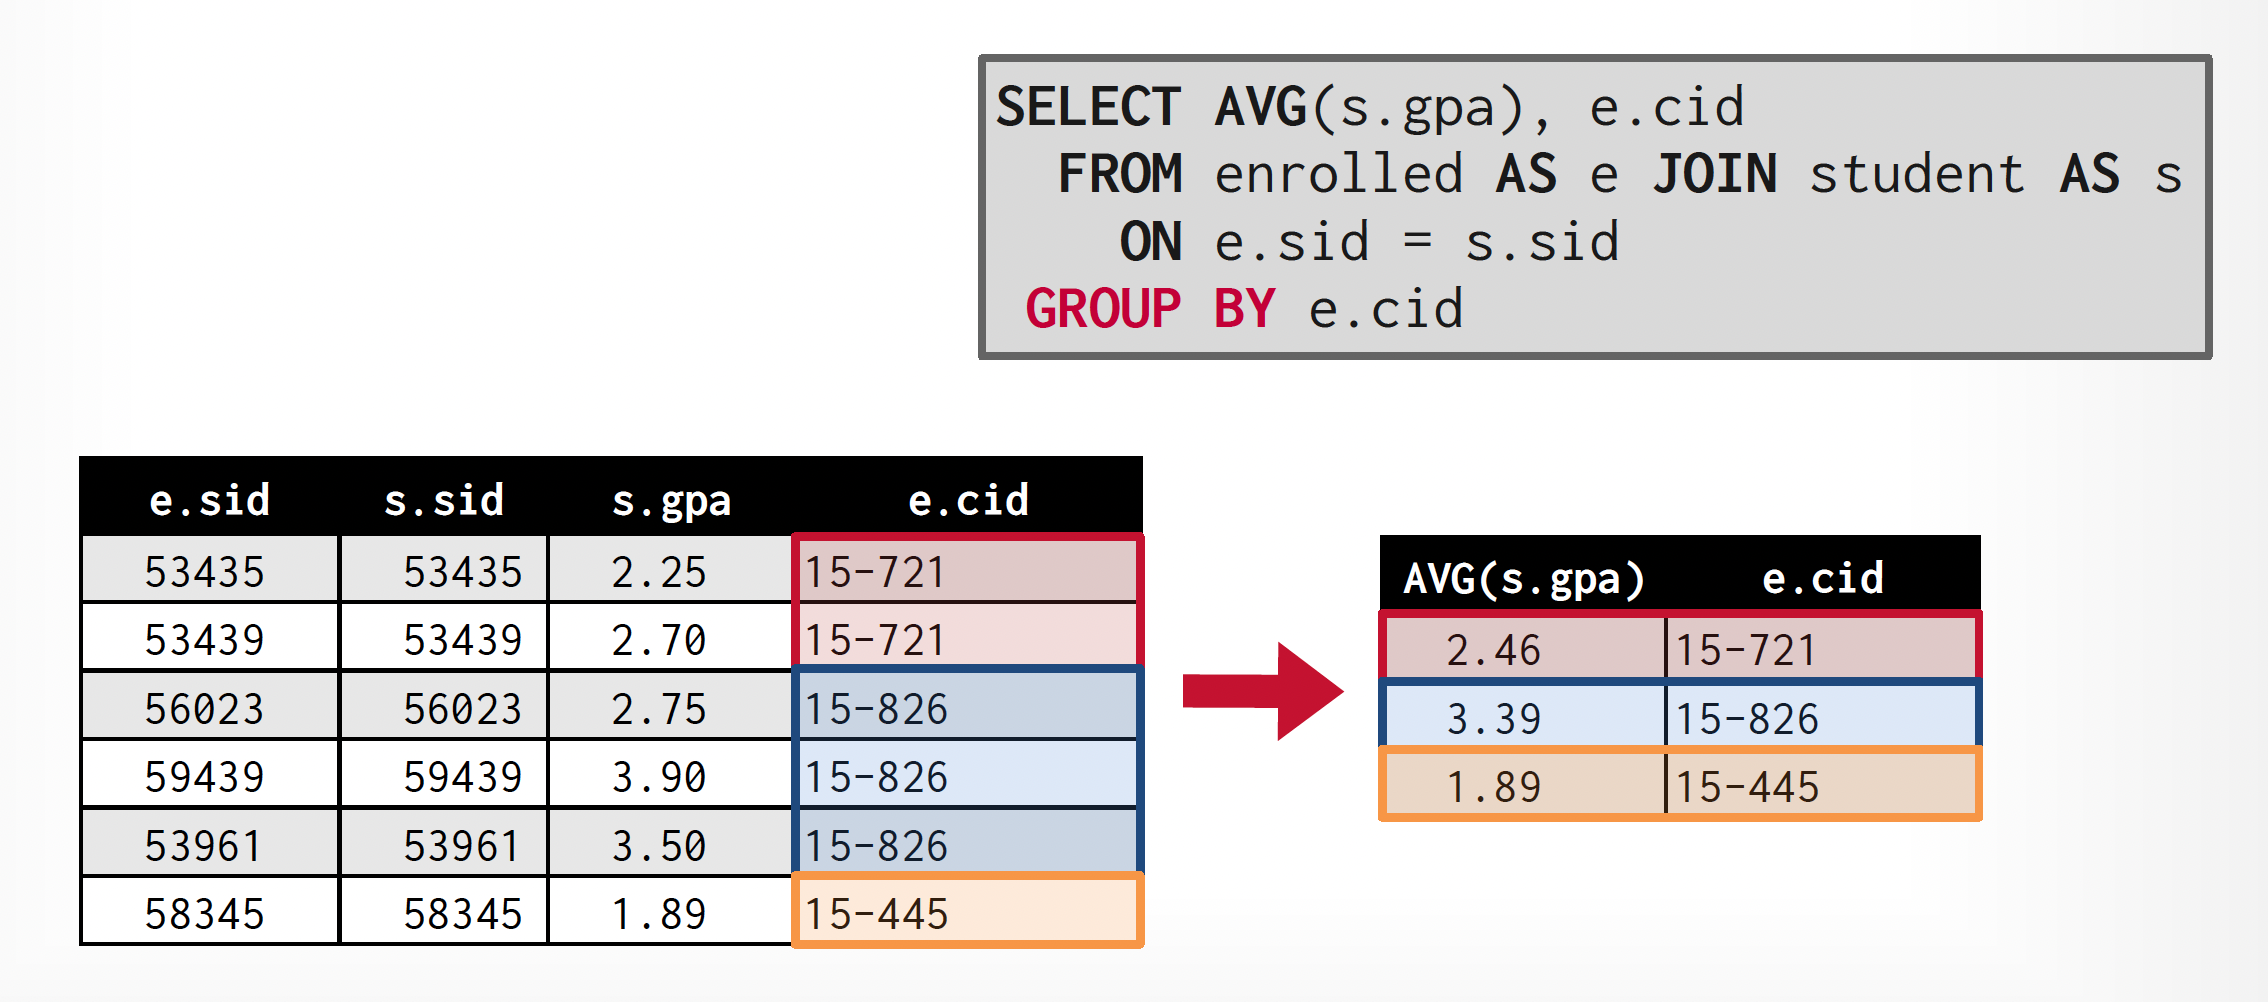 SELECT AVG(s.gpa), e.cid
FROM enrolled AS e JOIN student AS s
ON e.sid = s.sid
GROUP BY e.cid
e.sid s.sid s.gpa e.cid
53435 53435 2.25 15-721
53439 53439 2.70 15-721
56023 56023 2.75 15-826
59439 59439 3.90 15-826
53961 53961 3.50 15-826
58345 58345 1.89 15-445
AVG(s.gpa) e.cid
2.46 15-721
3.39 15-826
1.89 15-445